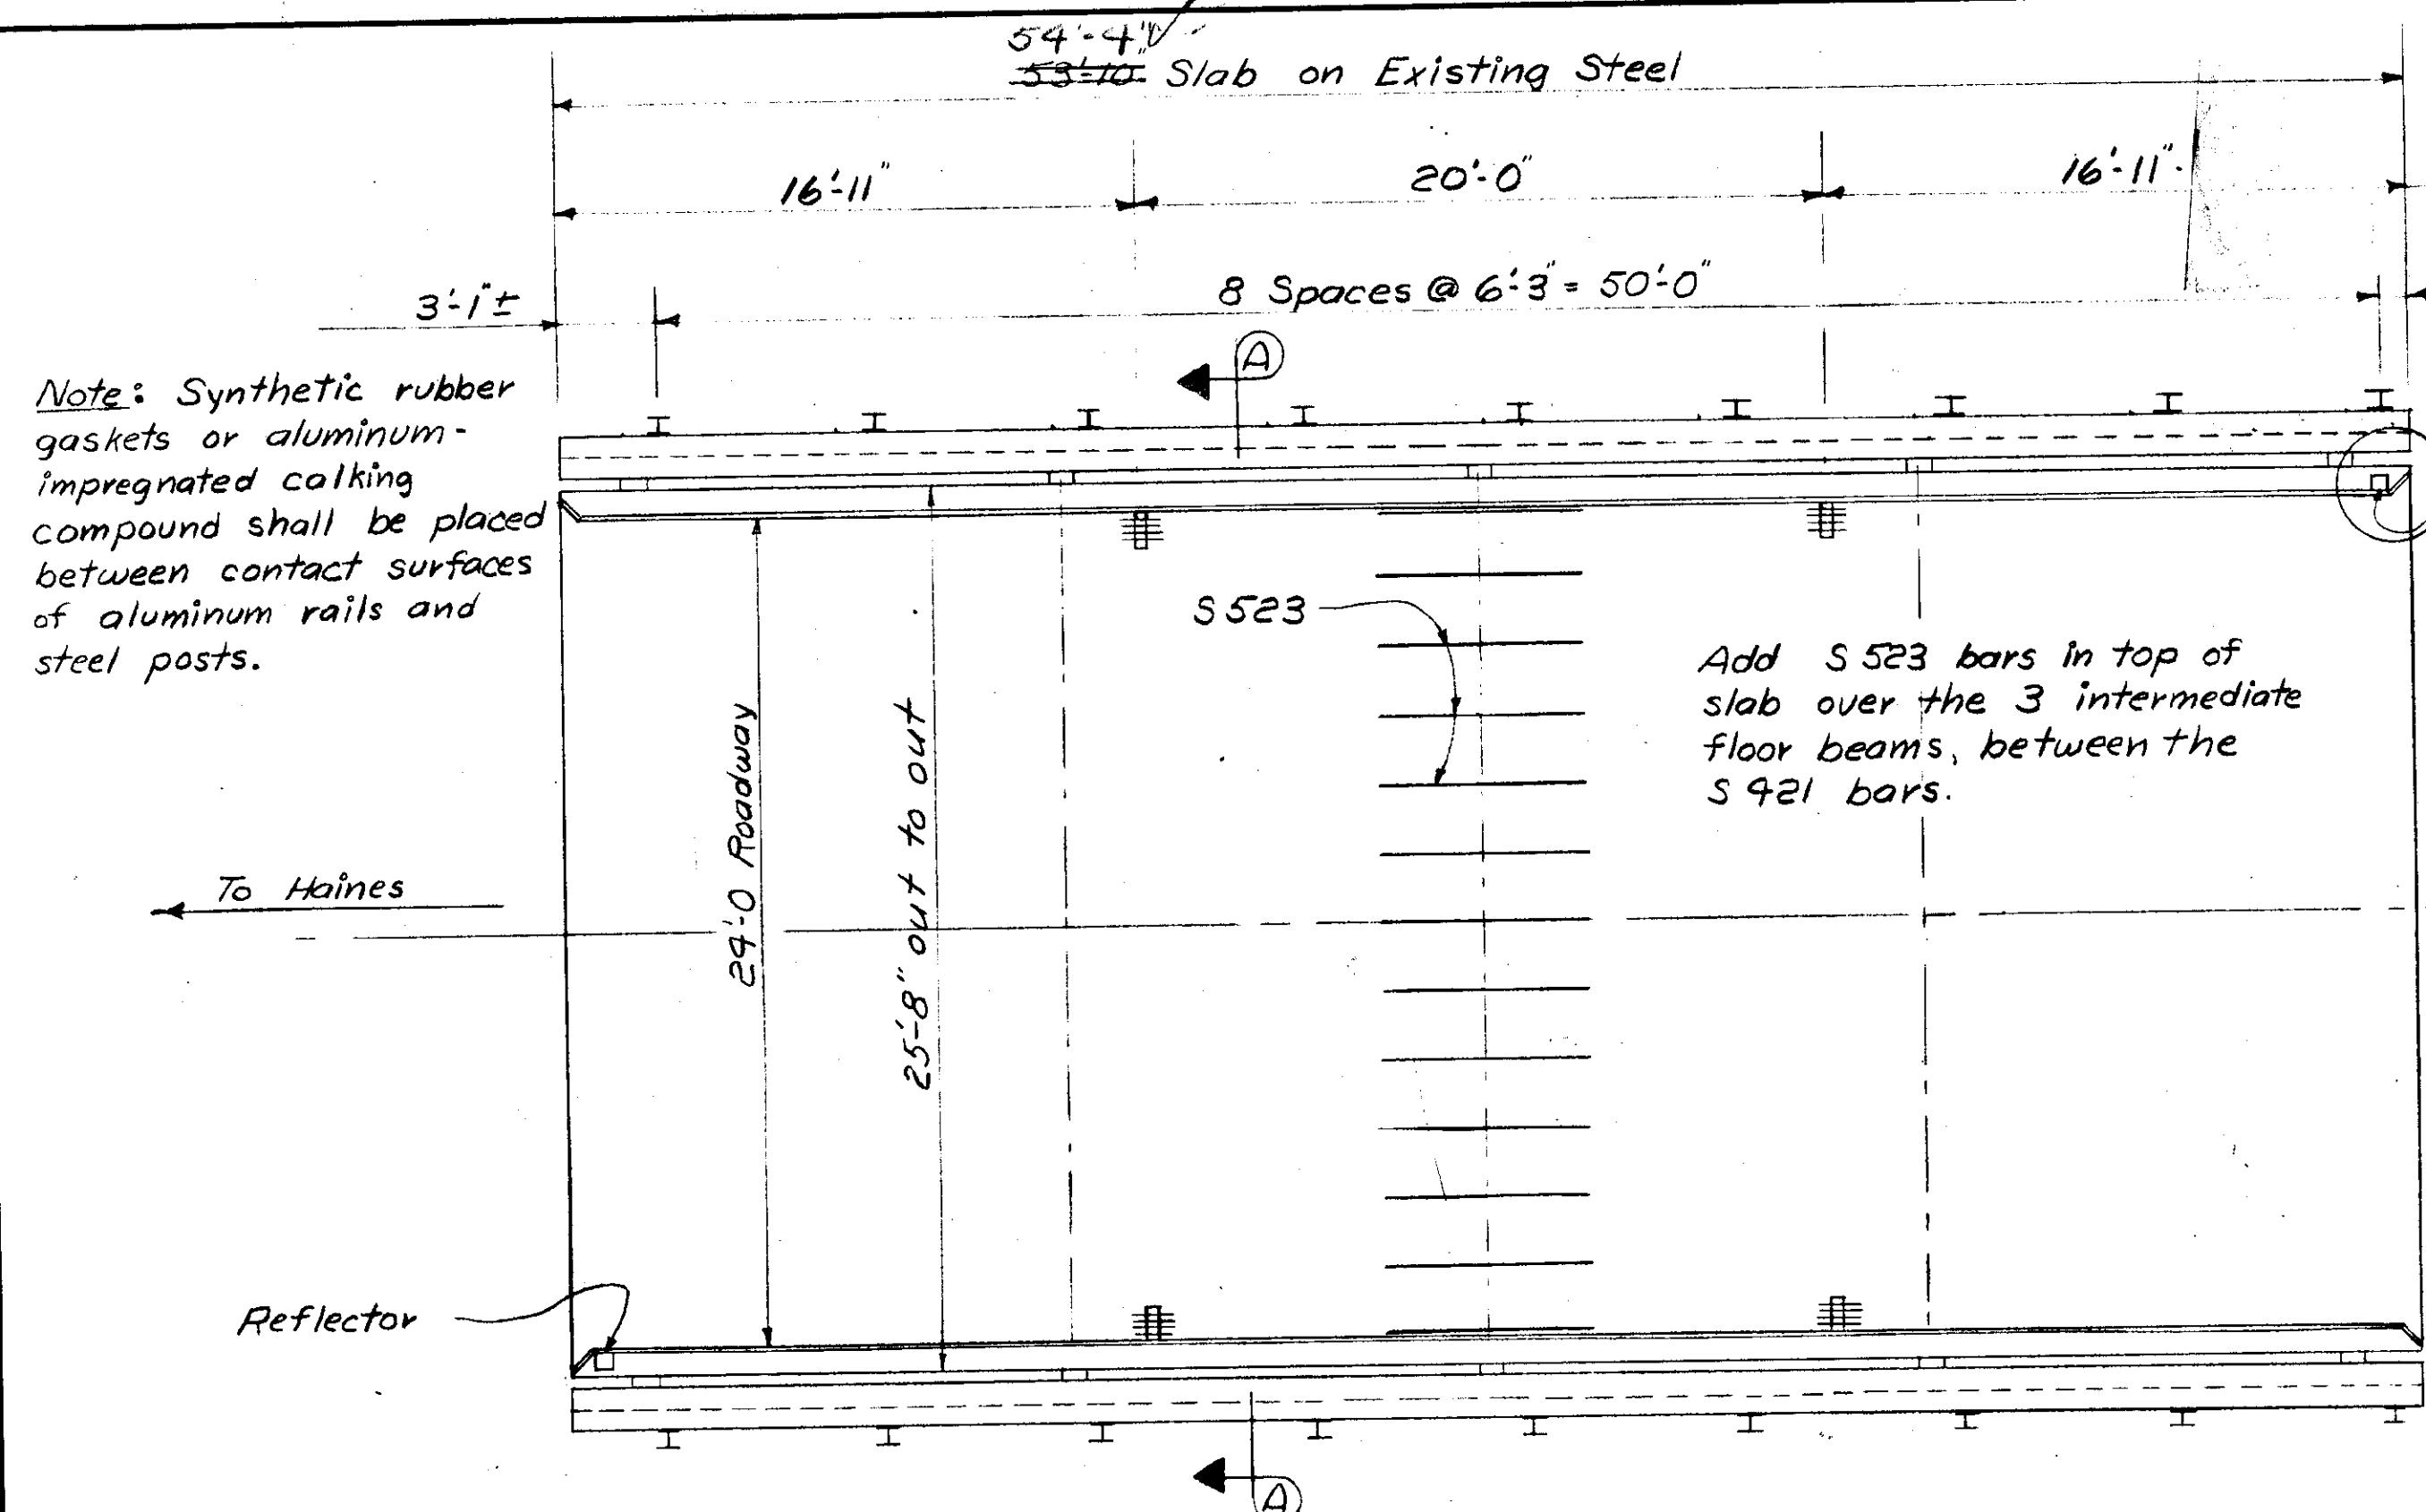 54'-4"
53'-10" Slab on Existing Steel
16'-11"
20'-0"
16'-11"
3'-1"±
8 Spaces @ 6'-3" = 50'-0"
A
Note: Synthetic rubber
gaskets or aluminum-
impregnated calking
compound shall be placed
between contact surfaces
of aluminum rails and
steel posts.
S 523
Add S 523 bars in top of
slab over the 3 intermediate
floor beams, between the
S 421 bars.
24'-0 Roadway
25'-8" out to out
To Haines
Reflector
A